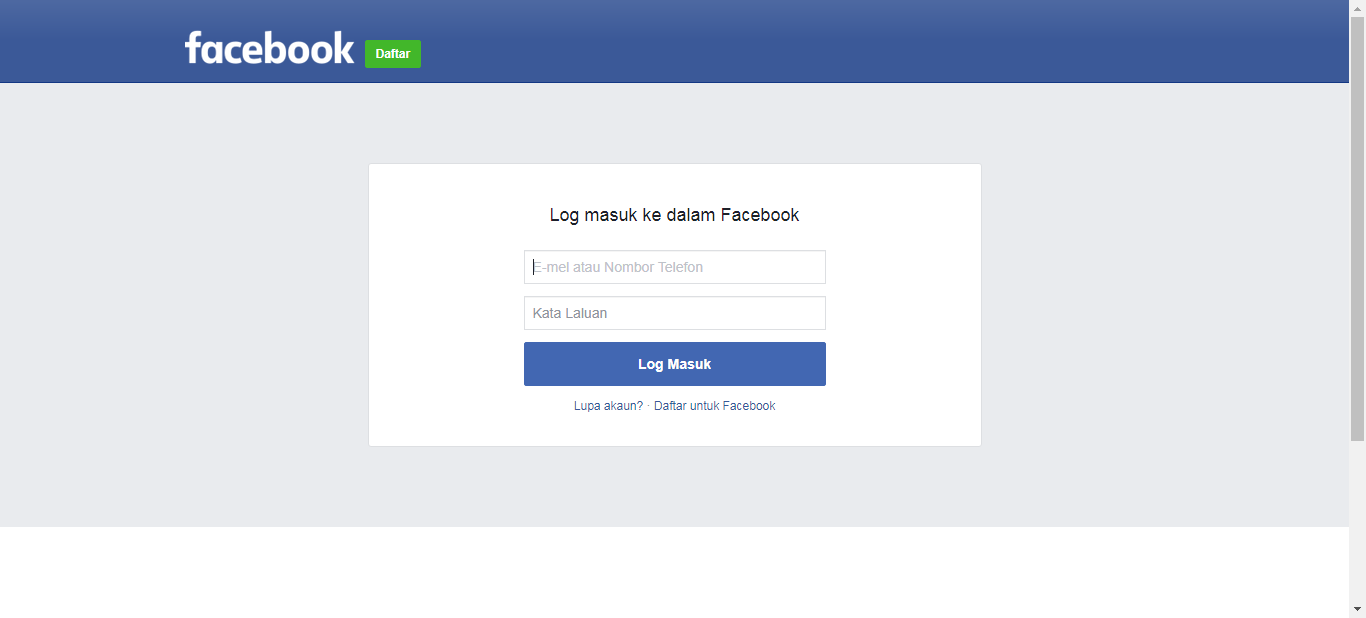 facebook Daftar
Log masuk ke dalam Facebook
E-mel atau Nombor Telefon
Kata Laluan
Log Masuk
Lupa akaun? · Daftar untuk Facebook